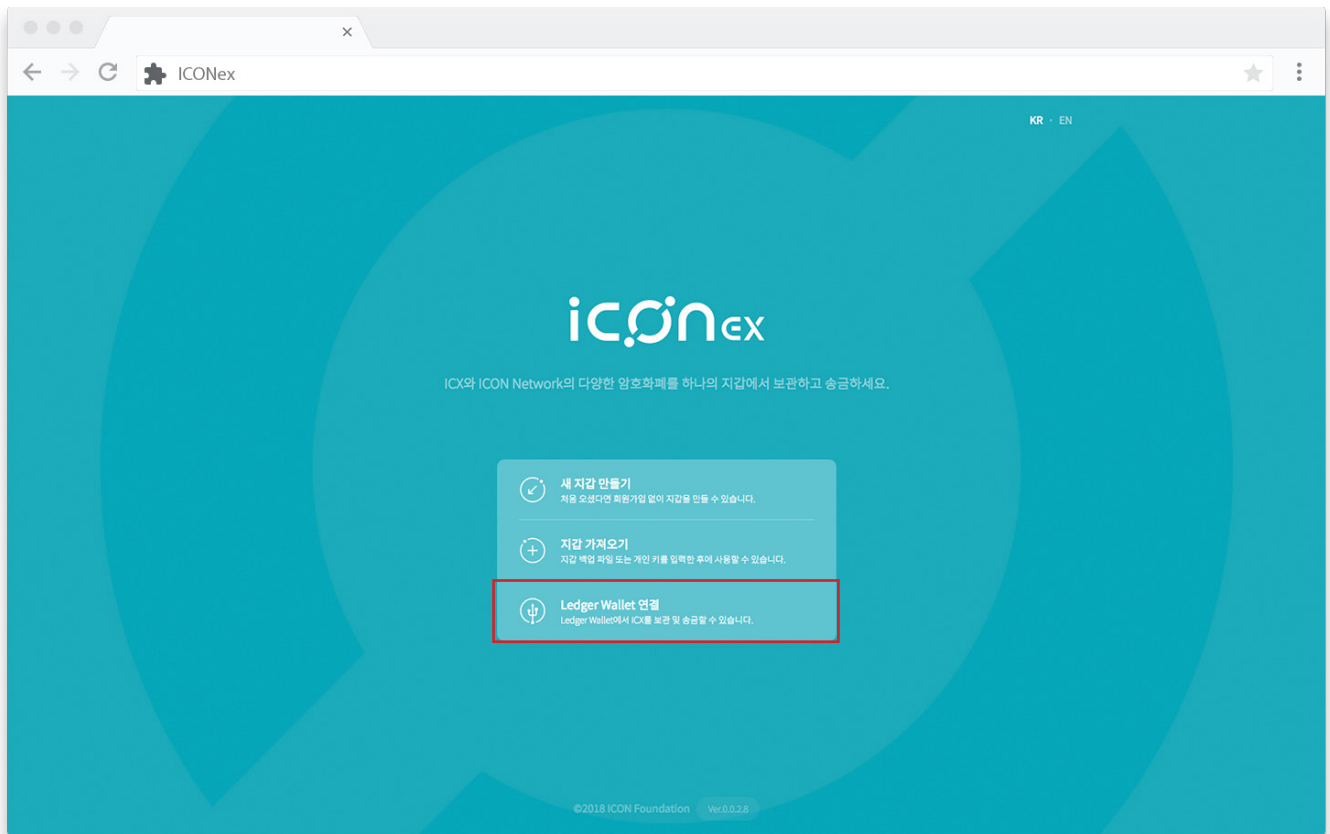 ICONex
KR · EN
iconex
ICX와 ICON Network의 다양한 암호화폐를 하나의 지갑에서 보관하고 송금하세요.
새 지갑 만들기
처음 오셨다면 회원가입 없이 지갑을 만들 수 있습니다.
지갑 가져오기
지갑 백업 파일 또는 개인 키를 입력한 후에 사용할 수 있습니다.
Ledger Wallet 연결
Ledger Wallet에서 ICX를 보관 및 송금할 수 있습니다.
©2018 ICON Foundation Ver.0.0.2.8